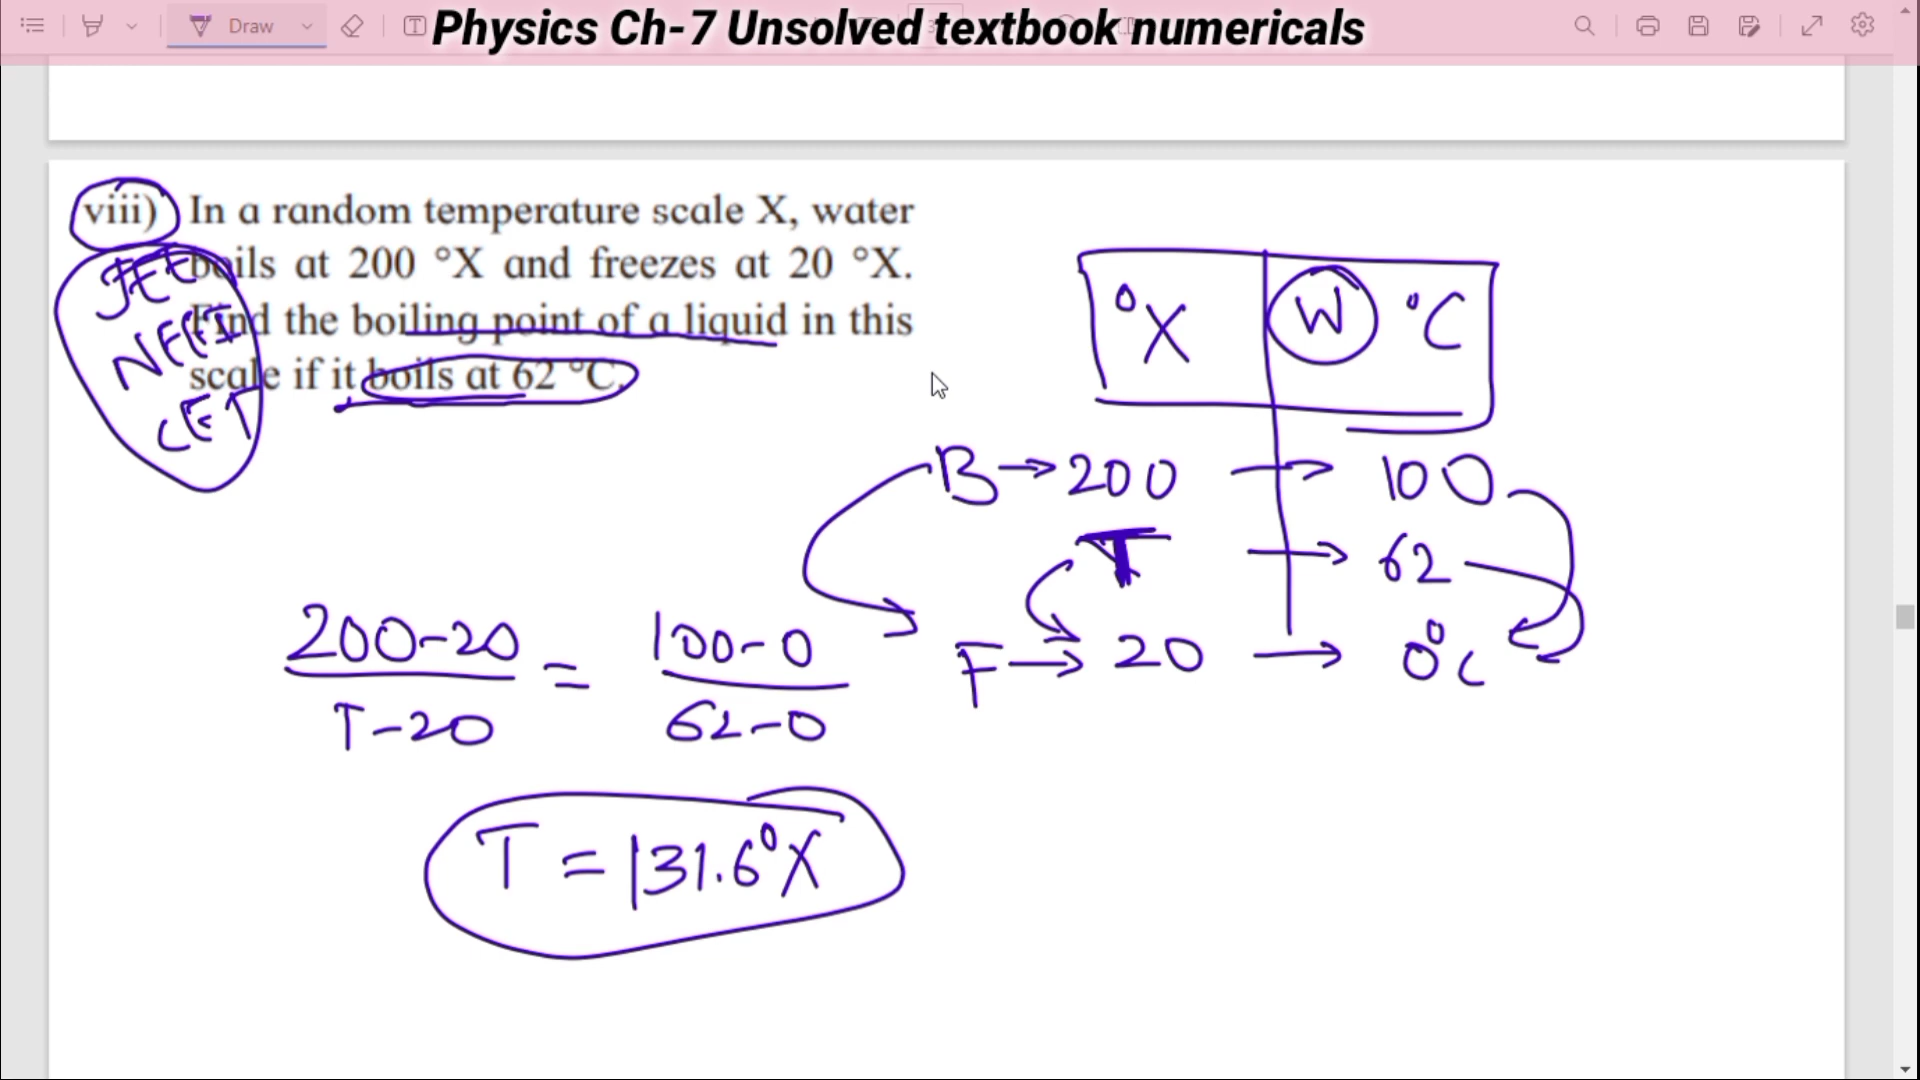 Draw
Physics Ch-7 Unsolved textbook numericals
viii) In a random temperature scale X, water
boils at 200 °X and freezes at 20 °X.
Find the boiling point of a liquid in this
scale if it boils at 62 °C.
JEE
NEET
CET
°X W °C
B → 200 → 100
T → 62
F → 20 → 0°C
200-20 = 100-0
T-20 62-0
T = 131.6°X